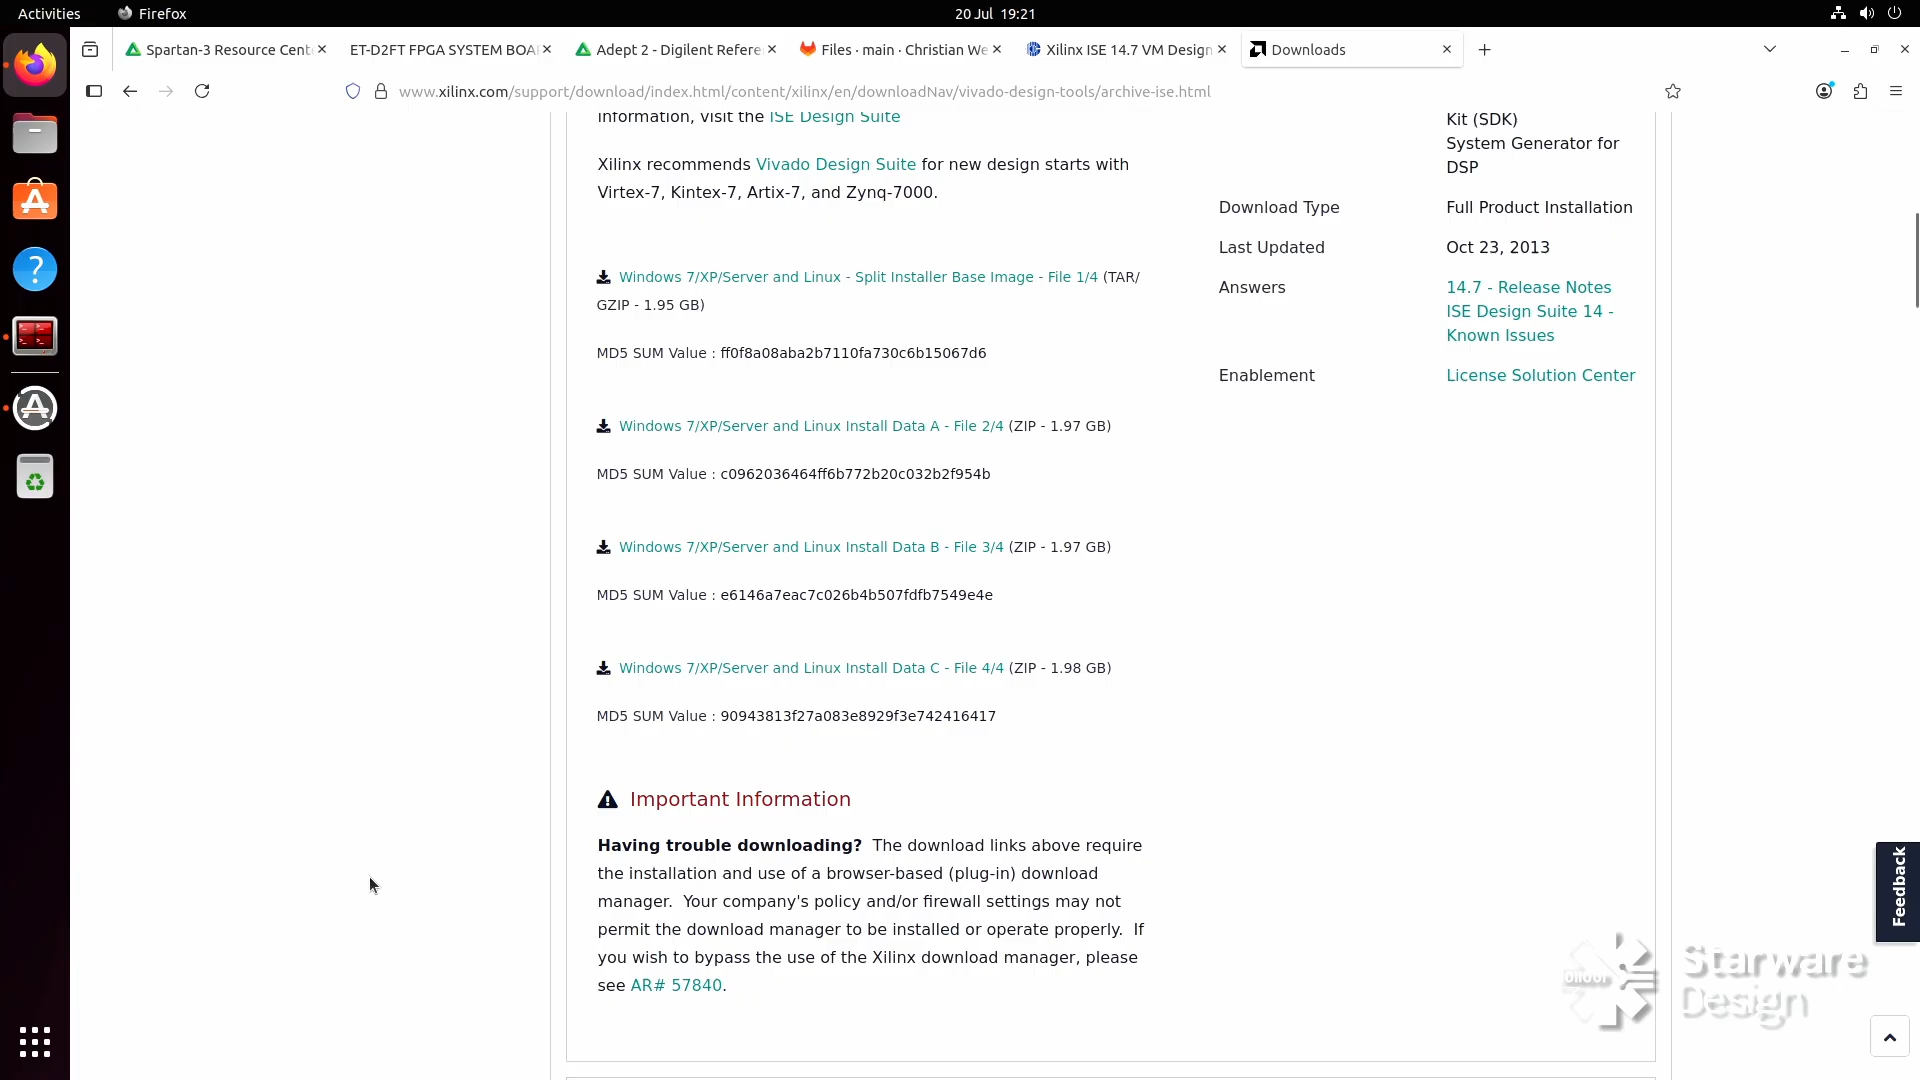 Activities
Firefox
20 Jul 19:21
Spartan-3 Resource Cent
ET-D2FT FPGA SYSTEM BOA
Adept 2 - Digilent Refere
Files · main · Christian We
Xilinx ISE 14.7 VM Design
Downloads
www.xilinx.com/support/download/index.html/content/xilinx/en/downloadNav/vivado-design-tools/archive-ise.html
information, visit the ISE Design Suite
Xilinx recommends Vivado Design Suite for new design starts with
Virtex-7, Kintex-7, Artix-7, and Zynq-7000.
Windows 7/XP/Server and Linux - Split Installer Base Image - File 1/4 (TAR/
GZIP - 1.95 GB)
MD5 SUM Value : ff0f8a08aba2b7110fa730c6b15067d6
Windows 7/XP/Server and Linux Install Data A - File 2/4 (ZIP - 1.97 GB)
MD5 SUM Value : c0962036464ff6b772b20c032b2f954b
Windows 7/XP/Server and Linux Install Data B - File 3/4 (ZIP - 1.97 GB)
MD5 SUM Value : e6146a7eac7c026b4b507fdfb7549e4e
Windows 7/XP/Server and Linux Install Data C - File 4/4 (ZIP - 1.98 GB)
MD5 SUM Value : 90943813f27a083e8929f3e742416417
Important Information
Having trouble downloading? The download links above require
the installation and use of a browser-based (plug-in) download
manager. Your company's policy and/or firewall settings may not
permit the download manager to be installed or operate properly. If
you wish to bypass the use of the Xilinx download manager, please
see AR# 57840.
Kit (SDK)
System Generator for
DSP
Download Type
Full Product Installation
Last Updated
Oct 23, 2013
Answers
14.7 - Release Notes
ISE Design Suite 14 -
Known Issues
Enablement
License Solution Center
Feedback
Starware
Design